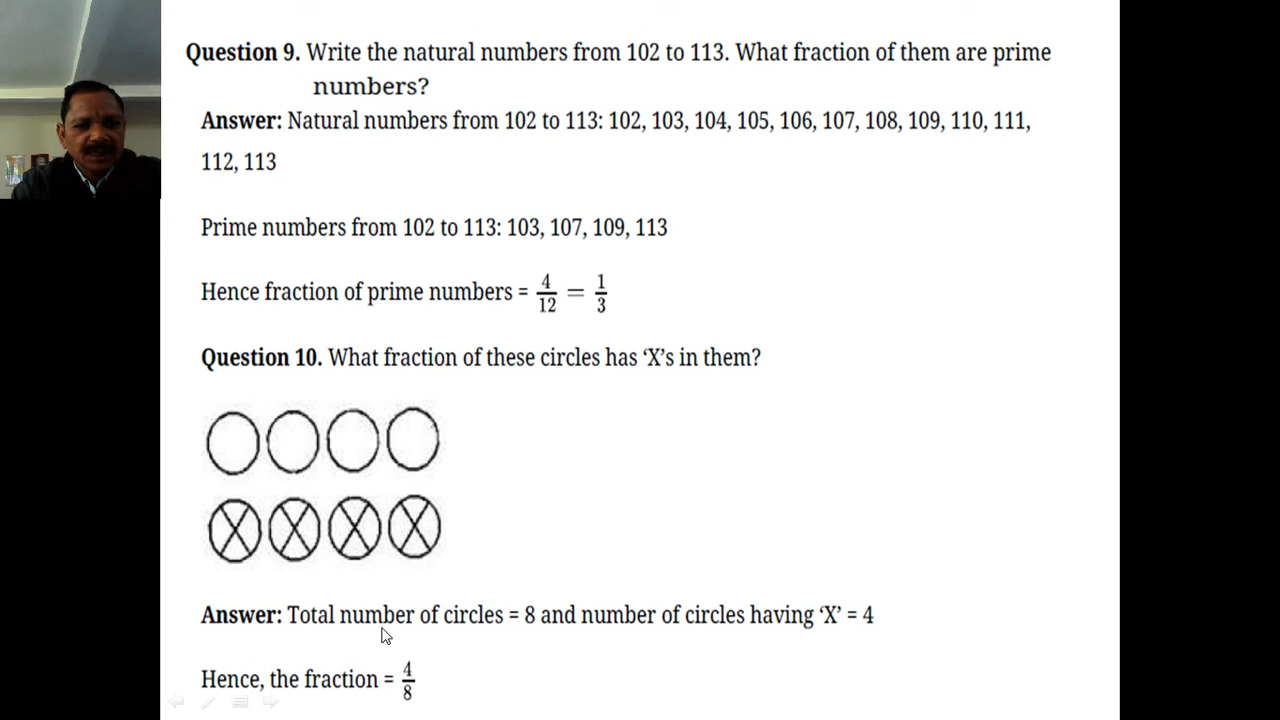 Question 9. Write the natural numbers from 102 to 113. What fraction of them are prime
numbers?
Answer: Natural numbers from 102 to 113: 102, 103, 104, 105, 106, 107, 108, 109, 110, 111,
112, 113
Prime numbers from 102 to 113: 103, 107, 109, 113
Hence fraction of prime numbers = 4/12 = 1/3
Question 10. What fraction of these circles has ‘X’s in them?
Answer: Total number of circles = 8 and number of circles having ‘X’ = 4
Hence, the fraction = 4/8